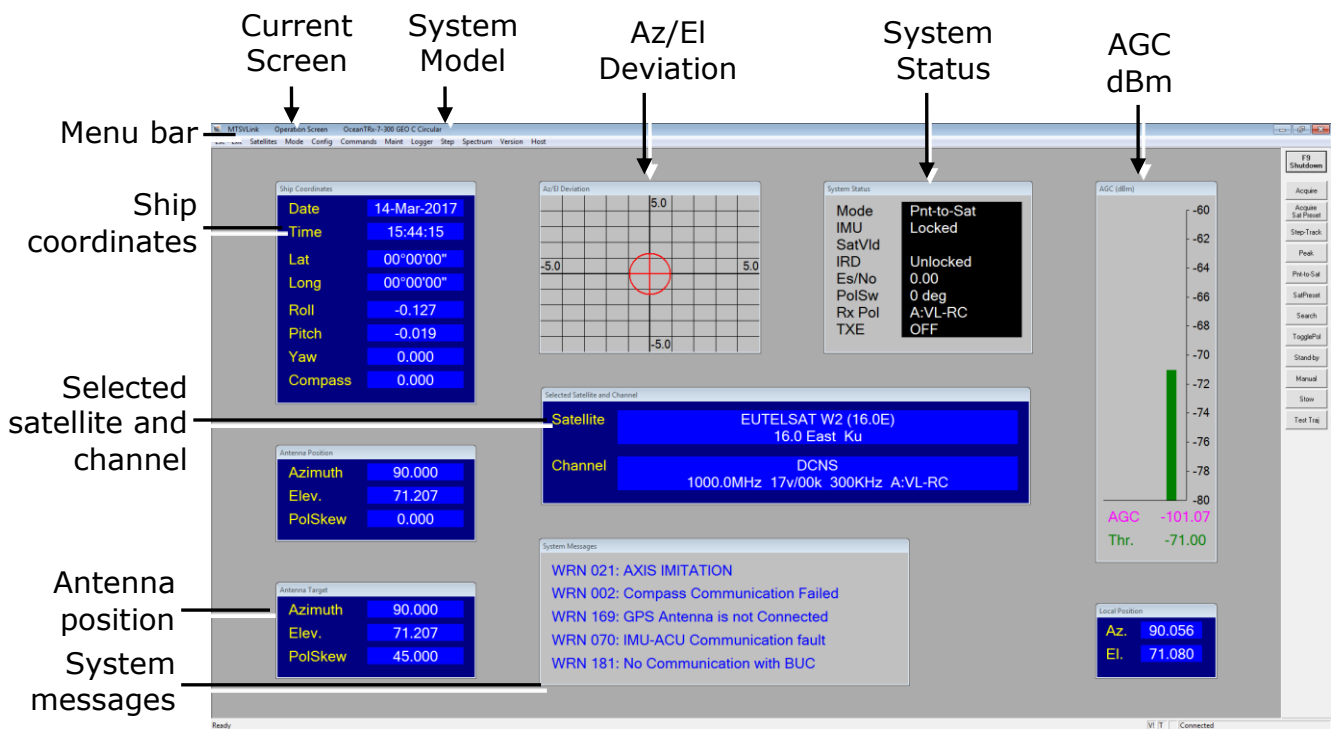 Current Screen
System Model
Az/El Deviation
System Status
AGC dBm
Menu bar
Ship coordinates
Selected satellite and channel
Antenna position
System messages
MTSVLink Operation Screen OceanTRx-7-300 GEO C Circular
Satellites Mode Config Commands Maint Logger Step Spectrum Version Host
Ship Coordinates
Date 14-Mar-2017
Time 15:44:15
Lat 00°00'00"
Long 00°00'00"
Roll -0.127
Pitch -0.019
Yaw 0.000
Compass 0.000
Antenna Position
Azimuth 90.000
Elev. 71.207
PolSkew 0.000
Antenna Target
Azimuth 90.000
Elev. 71.207
PolSkew 45.000
Az/El Deviation
5.0
-5.0 5.0
-5.0
System Status
Mode Pnt-to-Sat
IMU Locked
SatVld
IRD Unlocked
Es/No 0.00
PolSw 0 deg
Rx Pol A:VL-RC
TXE OFF
Selected Satellite and Channel
Satellite EUTELSAT W2 (16.0E)
16.0 East Ku
Channel DCNS
1000.0MHz 17v/00k 300KHz A:VL-RC
System Messages
WRN 021: AXIS IMITATION
WRN 002: Compass Communication Failed
WRN 169: GPS Antenna is not Connected
WRN 070: IMU-ACU Communication fault
WRN 181: No Communication with BUC
AGC (dBm)
-60
-62
-64
-66
-68
-70
-72
-74
-76
-78
-80
AGC -101.07
Thr. -71.00
Local Position
Az. 90.056
El. 71.080
F9
Shutdown
Acquire
Acquire
Sat Preset
Step-Track
Peak
Pnt-to-Sat
SatPreset
Search
TogglePol
Stand-by
Manual
Stow
Test Traj
Ready
V! T Connected